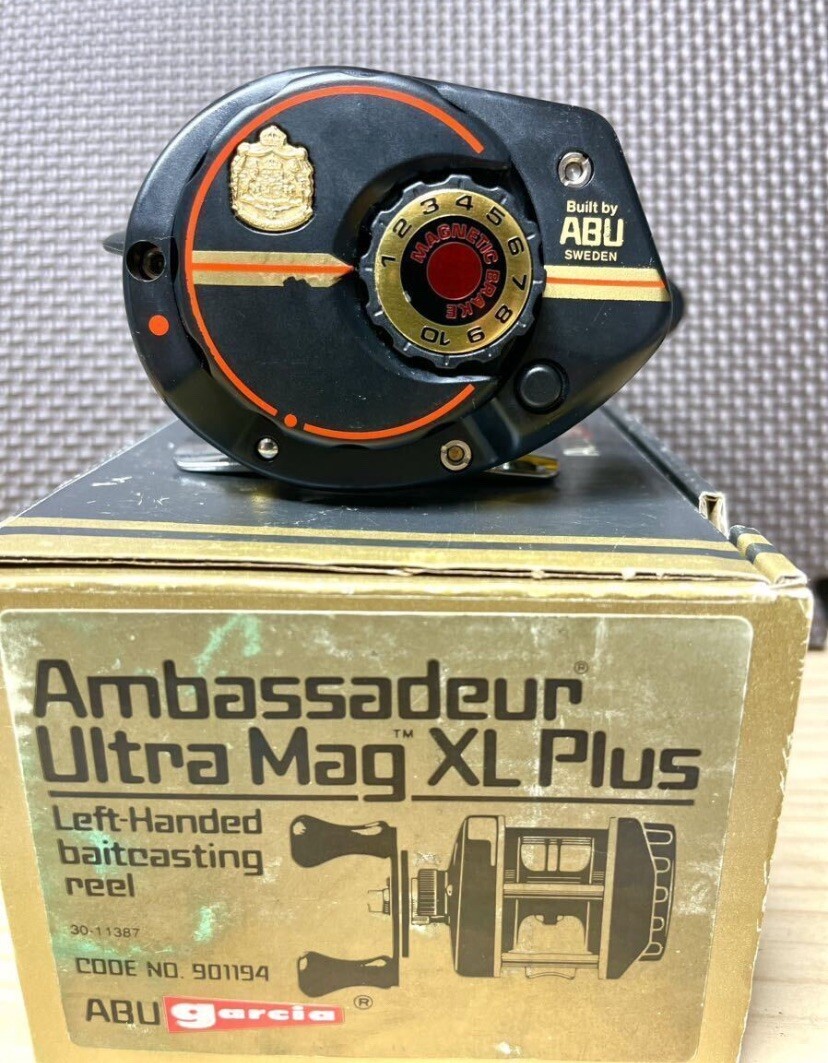 1 2 3 4 5 6 7 8 9 10
MAGNETIC BRAKE
Built by
ABU
SWEDEN
Ambassadeur®
Ultra Mag™ XL Plus
Left-Handed
baitcasting
reel
30-11387
CODE NO. 901194
ABU garcia ®